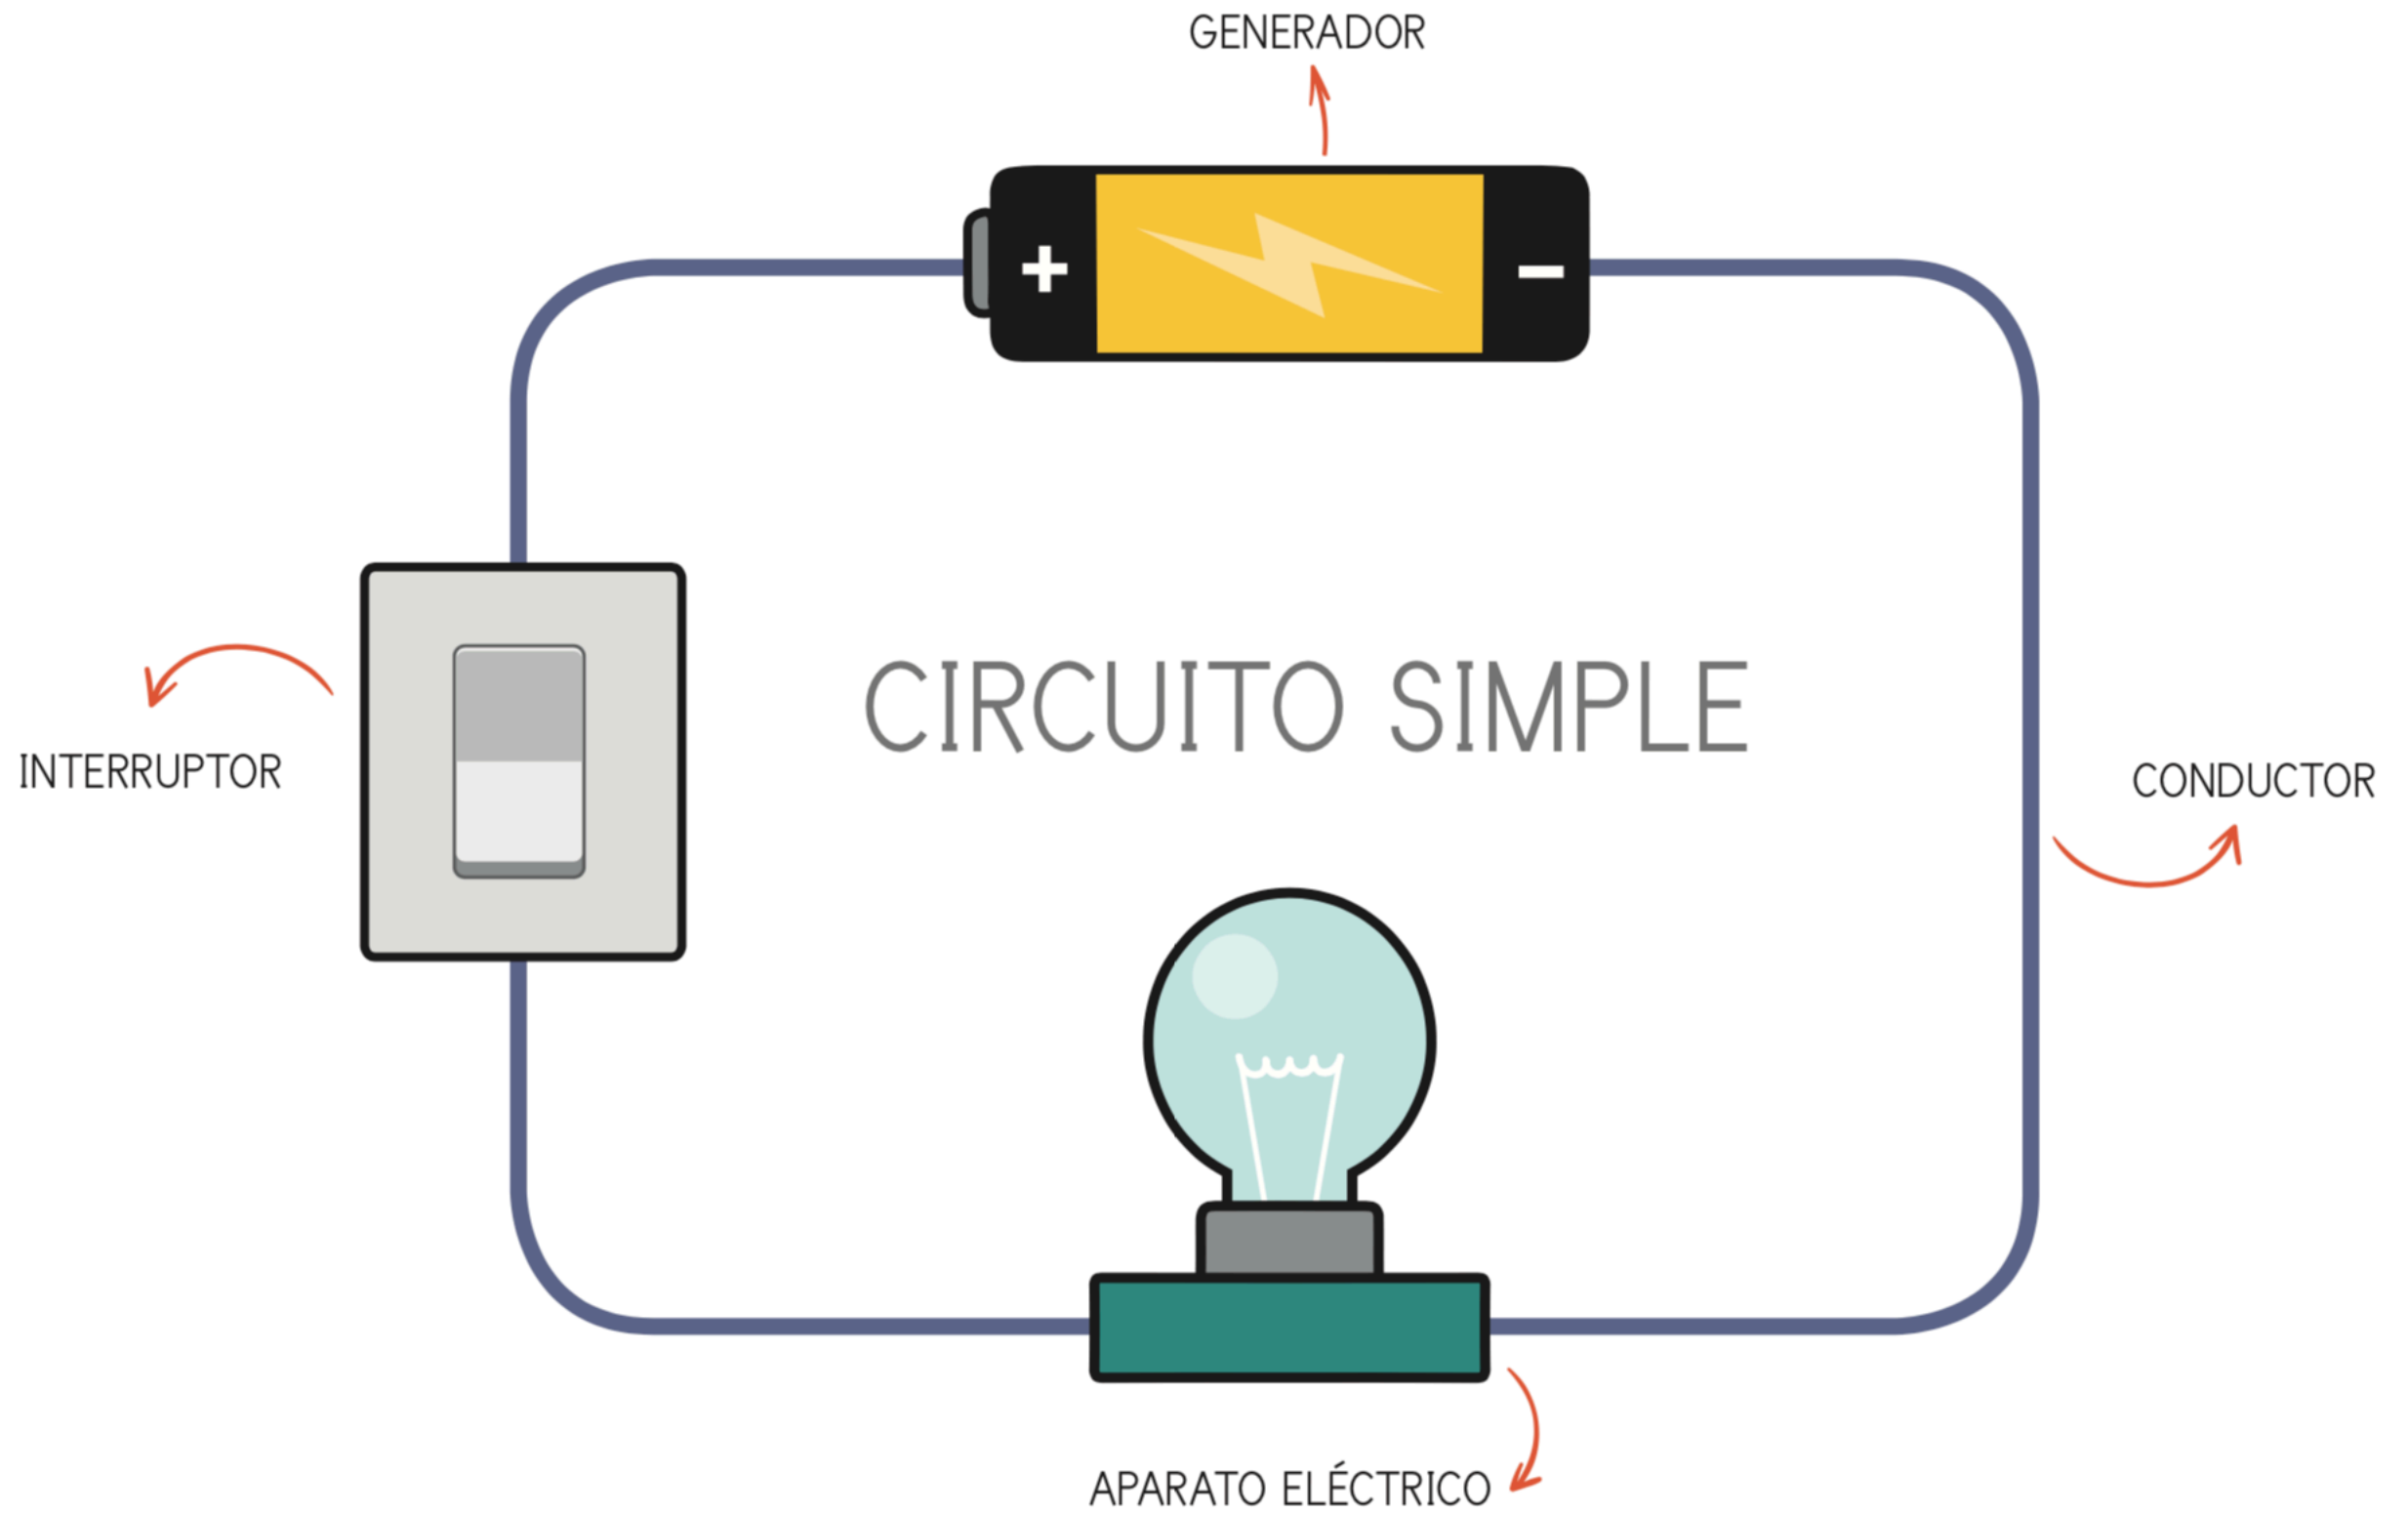 GENERADOR
+ −
CIRCUITO SIMPLE
INTERRUPTOR
CONDUCTOR
APARATO ELÉCTRICO